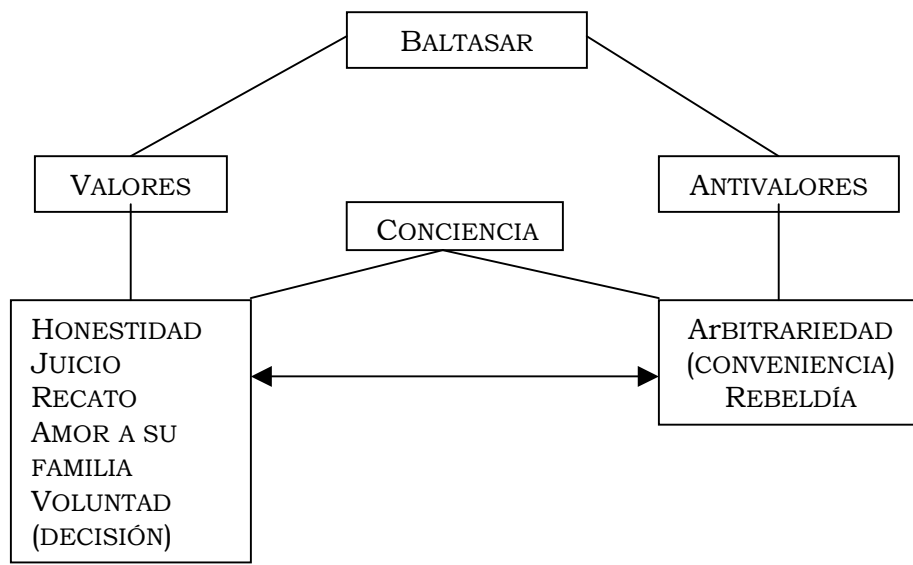 BALTASAR
VALORES
ANTIVALORES
CONCIENCIA
HONESTIDAD
JUICIO
RECATO
AMOR A SU
FAMILIA
VOLUNTAD
(DECISIÓN)
ArBITRARIEDAD
(CONVENIENCIA)
REBELDÍA